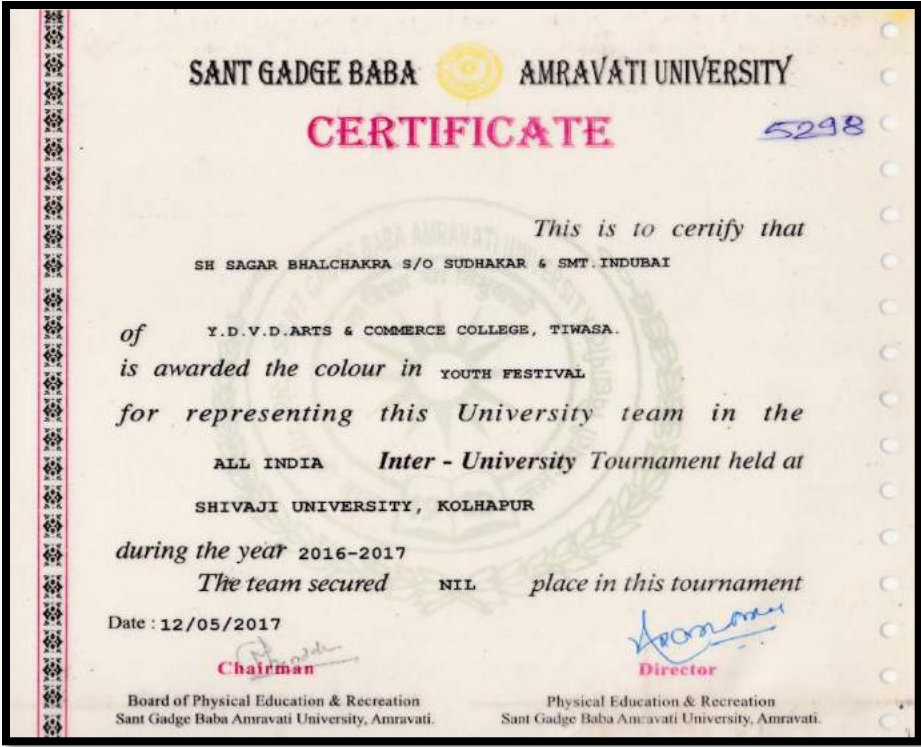 SANT GADGE BABA AMRAVATI UNIVERSITY
CERTIFICATE
5298
This is to certify that
SH SAGAR BHALCHAKRA S/O SUDHAKAR & SMT.INDUBAI
of Y.D.V.D.ARTS & COMMERCE COLLEGE, TIWASA.
is awarded the colour in YOUTH FESTIVAL
for representing this University team in the
ALL INDIA Inter - University Tournament held at
SHIVAJI UNIVERSITY, KOLHAPUR
during the year 2016-2017
The team secured NIL place in this tournament
Date : 12/05/2017
Chairman
Board of Physical Education & Recreation
Sant Gadge Baba Amravati University, Amravati.
Director
Physical Education & Recreation
Sant Gadge Baba Amravati University, Amravati.